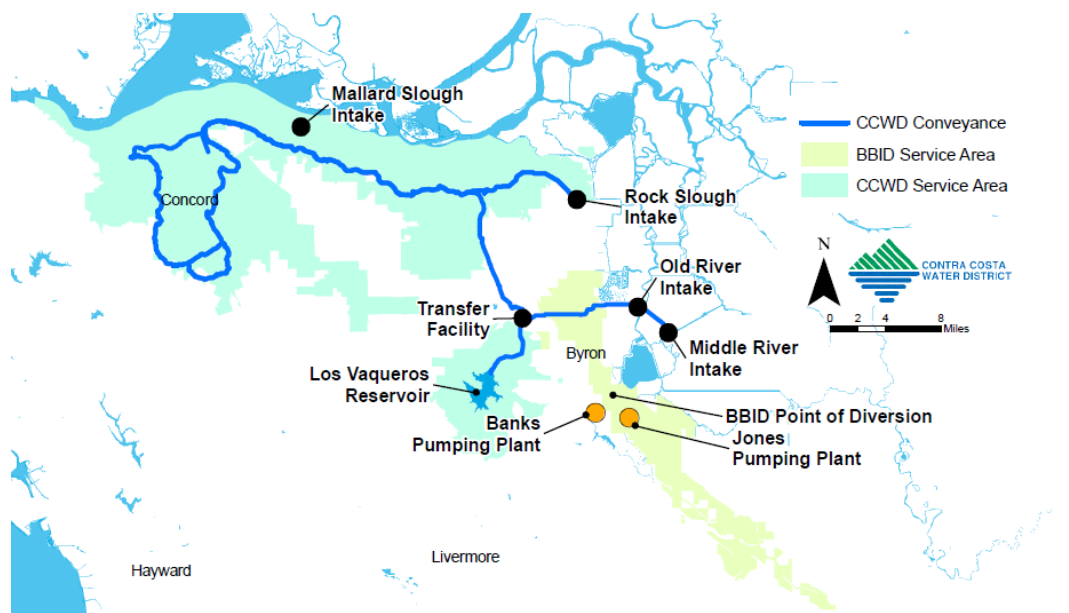 Mallard Slough
Intake
CCWD Conveyance
BBID Service Area
CCWD Service Area
Concord
Rock Slough
Intake
N
CONTRA COSTA
WATER DISTRICT
Old River
Intake
Transfer
Facility
0 2 4 8
Miles
Byron
Middle River
Intake
Los Vaqueros
Reservoir
Banks
Pumping Plant
BBID Point of Diversion
Jones
Pumping Plant
Livermore
Hayward